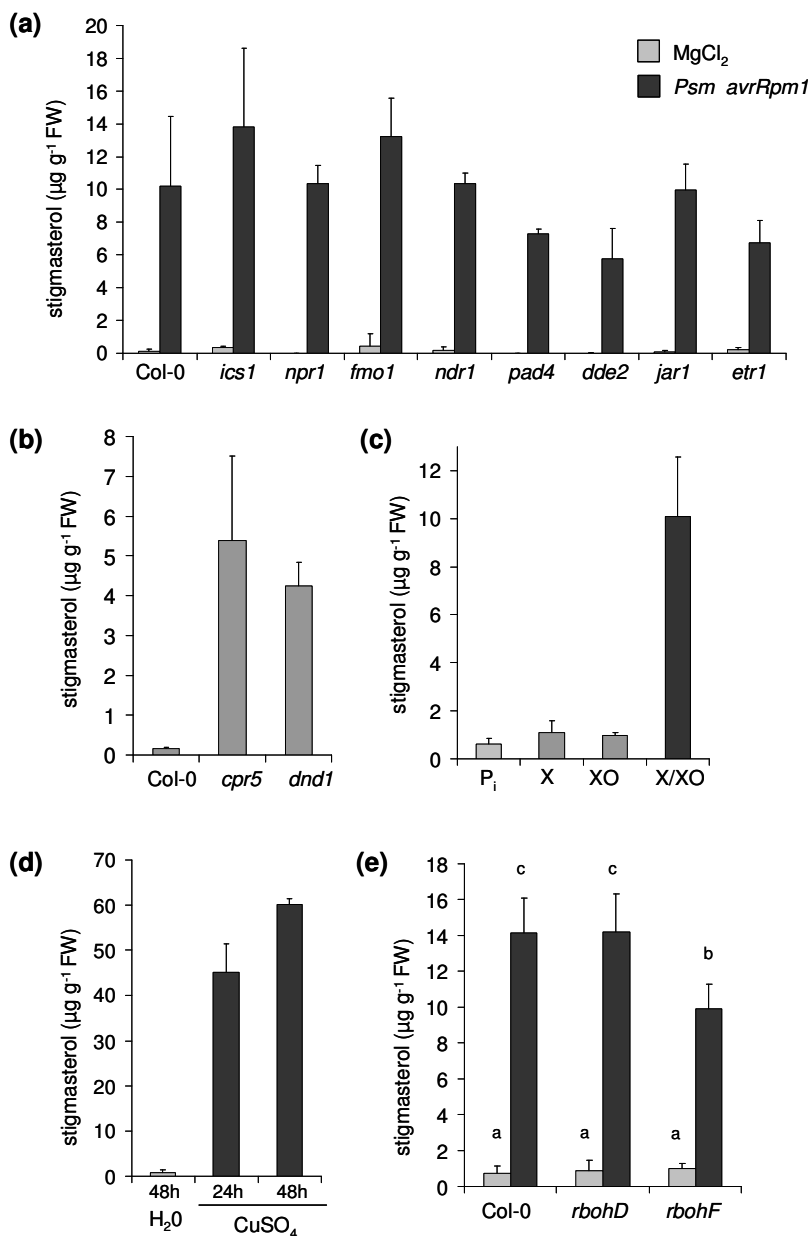 (a)
stigmasterol (µg g⁻¹ FW)
20
18
16
14
12
10
8
6
4
2
0
MgCl₂
Psm avrRpm1
Col-0 ics1 npr1 fmo1 ndr1 pad4 dde2 jar1 etr1
(b)
stigmasterol (µg g⁻¹ FW)
8
7
6
5
4
3
2
1
0
Col-0 cpr5 dnd1
(c)
stigmasterol (µg g⁻¹ FW)
12
10
8
6
4
2
0
Pᵢ X XO X/XO
(d)
stigmasterol (µg g⁻¹ FW)
70
60
50
40
30
20
10
0
48h 24h 48h
H₂0 CuSO₄
(e)
stigmasterol (µg g⁻¹ FW)
18
16
14
12
10
8
6
4
2
0
c c
b
a a a
Col-0 rbohD rbohF